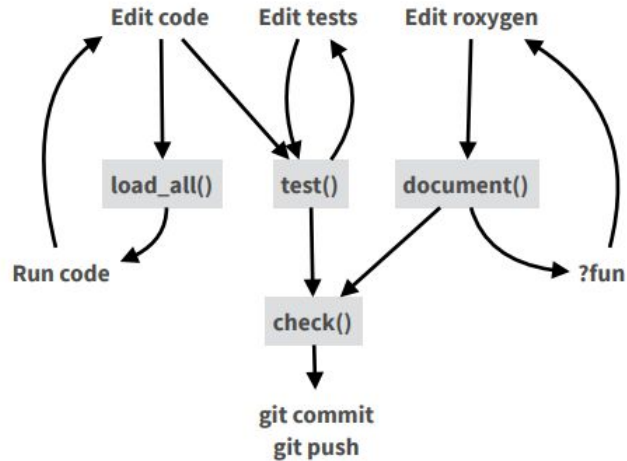 Edit code
Edit tests
Edit roxygen
load_all()
test()
document()
Run code
?fun
check()
git commit
git push